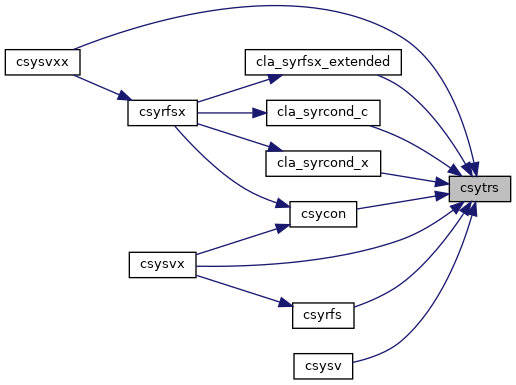 csysvxx
cla_syrfsx_extended
csyrfsx
cla_syrcond_c
cla_syrcond_x
csytrs
csycon
csysvx
csyrfs
csysv